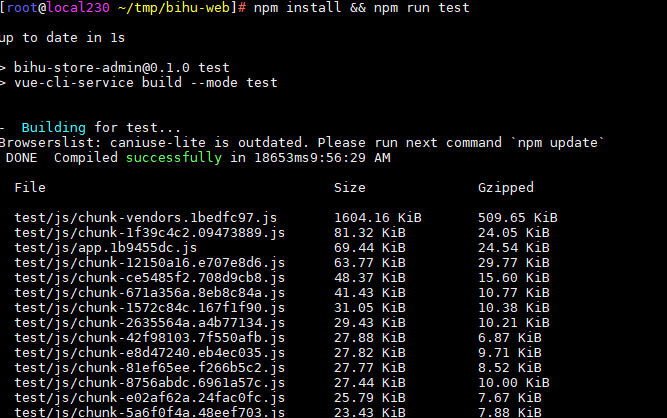 [root@local230 ~/tmp/bihu-web]# npm install && npm run test
up to date in 1s
> bihu-store-admin@0.1.0 test
> vue-cli-service build --mode test
-  Building for test...
Browserslist: caniuse-lite is outdated. Please run next command `npm update`
DONE  Compiled successfully in 18653ms9:56:29 AM
File Size Gzipped
test/js/chunk-vendors.1bedfc97.js 1604.16 KiB 509.65 KiB
test/js/chunk-1f39c4c2.09473889.js 81.32 KiB 24.05 KiB
test/js/app.1b9455dc.js 69.44 KiB 24.54 KiB
test/js/chunk-12150a16.e707e8d6.js 63.77 KiB 29.77 KiB
test/js/chunk-ce5485f2.708d9cb8.js 48.37 KiB 15.60 KiB
test/js/chunk-671a356a.8eb8c84a.js 41.43 KiB 10.77 KiB
test/js/chunk-1572c84c.167f1f90.js 31.05 KiB 10.38 KiB
test/js/chunk-2635564a.a4b77134.js 29.43 KiB 10.21 KiB
test/js/chunk-42f98103.7f550afb.js 27.88 KiB 6.87 KiB
test/js/chunk-e8d47240.eb4ec035.js 27.82 KiB 9.71 KiB
test/js/chunk-81ef65ee.f266b5c2.js 27.77 KiB 8.52 KiB
test/js/chunk-8756abdc.6961a57c.js 27.44 KiB 10.00 KiB
test/js/chunk-e02af62a.24fac0fc.js 25.79 KiB 7.67 KiB
test/js/chunk-5a6f0f4a.48eef703.js 23.43 KiB 7.88 KiB